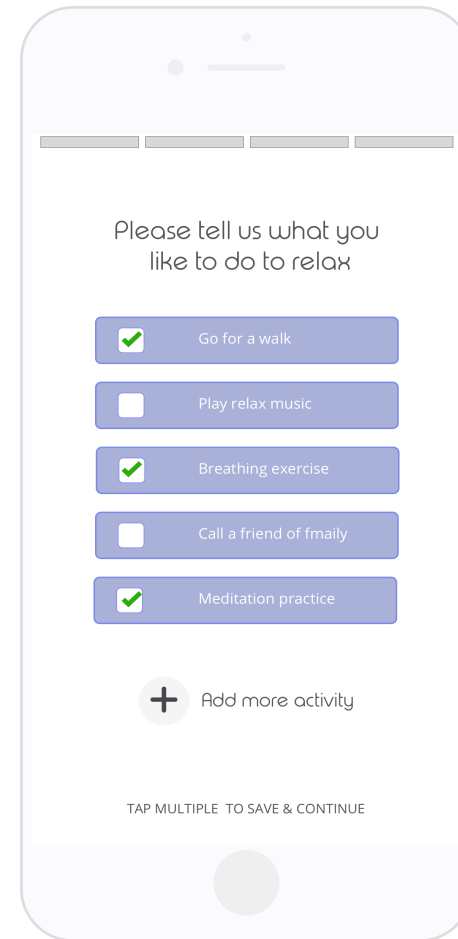 Please tell us what you
like to do to relax
Go for a walk
Play relax music
Breathing exercise
Call a friend of fmaily
Meditation practice
Add more activity
TAP MULTIPLE  TO SAVE & CONTINUE